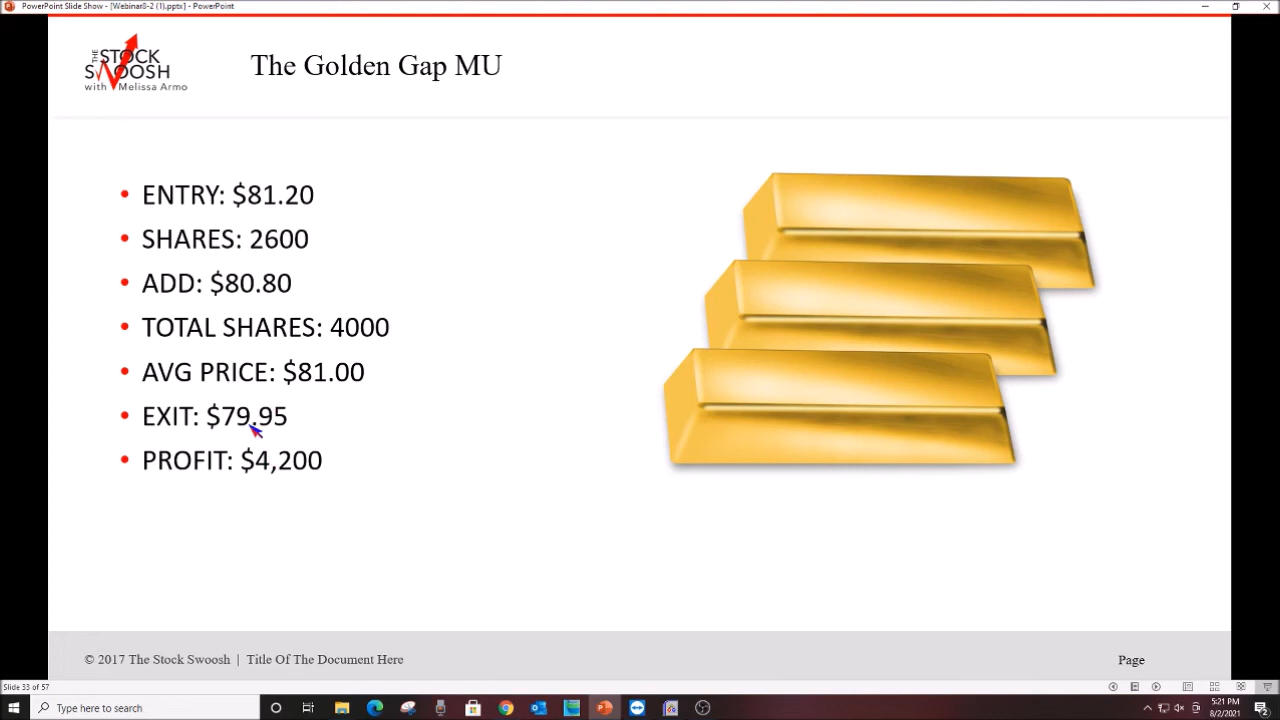 PowerPoint Slide Show - [Webinar8-2 (1).pptx] - PowerPoint
THE STOCK
SWOOSH
with Melissa Armo
The Golden Gap MU
• ENTRY: $81.20
• SHARES: 2600
• ADD: $80.80
• TOTAL SHARES: 4000
• AVG PRICE: $81.00
• EXIT: $79.95
• PROFIT: $4,200
© 2017 The Stock Swoosh | Title Of The Document Here
Page
Slide 33 of 57
Type here to search
5:21 PM
8/2/2021